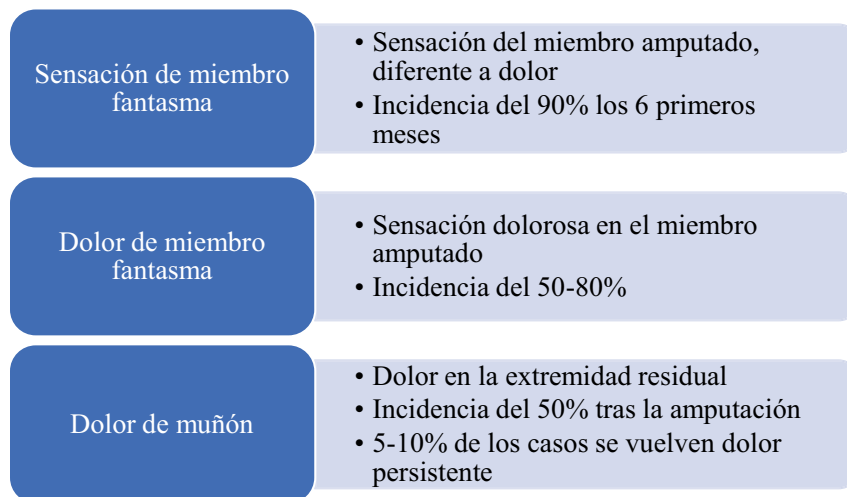 Sensación de miembro
fantasma
• Sensación del miembro amputado,
diferente a dolor
• Incidencia del 90% los 6 primeros
meses
Dolor de miembro
fantasma
• Sensación dolorosa en el miembro
amputado
• Incidencia del 50-80%
Dolor de muñón
• Dolor en la extremidad residual
• Incidencia del 50% tras la amputación
• 5-10% de los casos se vuelven dolor
persistente